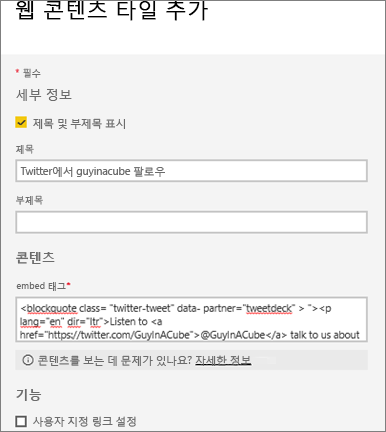 웹 콘텐츠 타일 추가
* 필수
세부 정보
제목 및 부제목 표시
제목
Twitter에서 guyinacube 팔로우
부제목
콘텐츠
embed 태그*
<blockquote class= "twitter-tweet" data- partner="tweetdeck" > "><p
lang="en" dir="ltr">Listen to <a
href="https://twitter.com/GuyInACube">@GuyInACube</a> talk to us about
콘텐츠를 보는 데 문제가 있나요? 자세한 정보
기능
사용자 지정 링크 설정